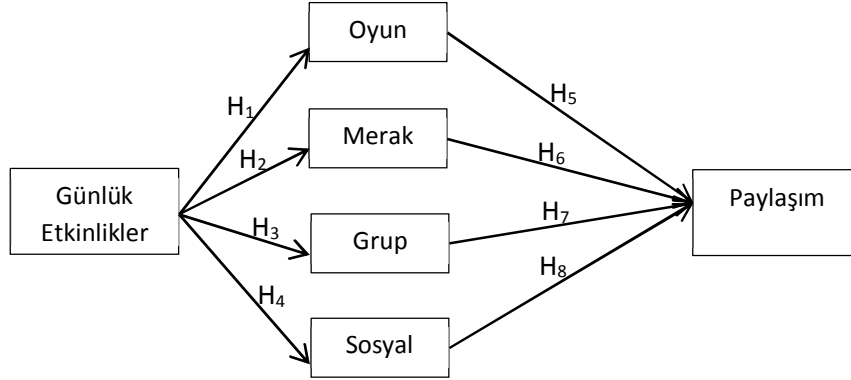 Oyun
H₁
H₅
Merak
H₂
H₆
Günlük
Etkinlikler
Paylaşım
H₃
Grup
H₇
H₄
H₈
Sosyal